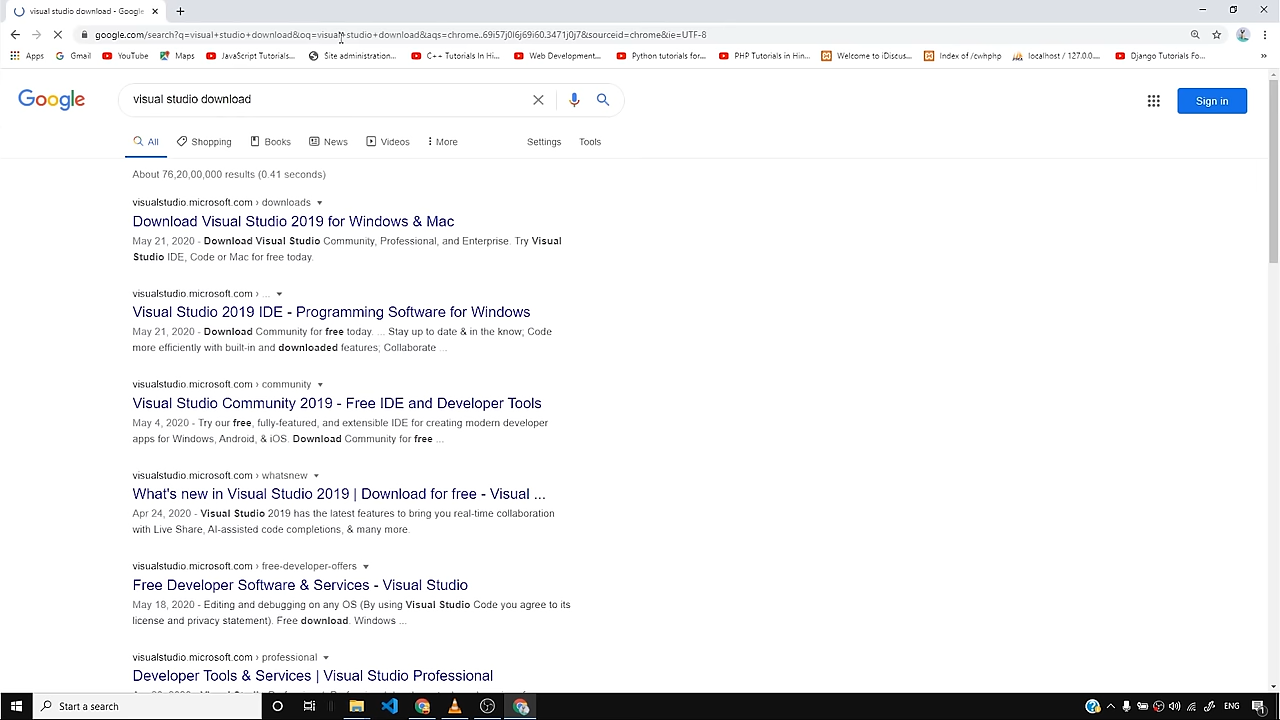 visual studio download - Google
google.com/search?q=visual+studio+download&oq=visual+studio+download&aqs=chrome..69i57j0l6j69i60.3471j0j7&sourceid=chrome&ie=UTF-8
Apps Gmail YouTube Maps JavaScript Tutorials... Site administration... C++ Tutorials In Hi... Web Development... Python tutorials for... PHP Tutorials in Hin... Welcome to iDiscus... Index of /cwhphp localhost / 127.0.0.... Django Tutorials Fo... »
Google visual studio download Sign in
All Shopping Books News Videos More Settings Tools
About 76,20,00,000 results (0.41 seconds)
visualstudio.microsoft.com › downloads
Download Visual Studio 2019 for Windows & Mac
May 21, 2020 - Download Visual Studio Community, Professional, and Enterprise. Try Visual
Studio IDE, Code or Mac for free today.
visualstudio.microsoft.com › ...
Visual Studio 2019 IDE - Programming Software for Windows
May 21, 2020 - Download Community for free today. ... Stay up to date & in the know; Code
more efficiently with built-in and downloaded features; Collaborate ...
visualstudio.microsoft.com › community
Visual Studio Community 2019 - Free IDE and Developer Tools
May 4, 2020 - Try our free, fully-featured, and extensible IDE for creating modern developer
apps for Windows, Android, & iOS. Download Community for free ...
visualstudio.microsoft.com › whatsnew
What's new in Visual Studio 2019 | Download for free - Visual ...
Apr 24, 2020 - Visual Studio 2019 has the latest features to bring you real-time collaboration
with Live Share, AI-assisted code completions, & many more.
visualstudio.microsoft.com › free-developer-offers
Free Developer Software & Services - Visual Studio
May 18, 2020 - Editing and debugging on any OS (By using Visual Studio Code you agree to its
license and privacy statement). Free download. Windows ...
visualstudio.microsoft.com › professional
Developer Tools & Services | Visual Studio Professional
Start a search ENG